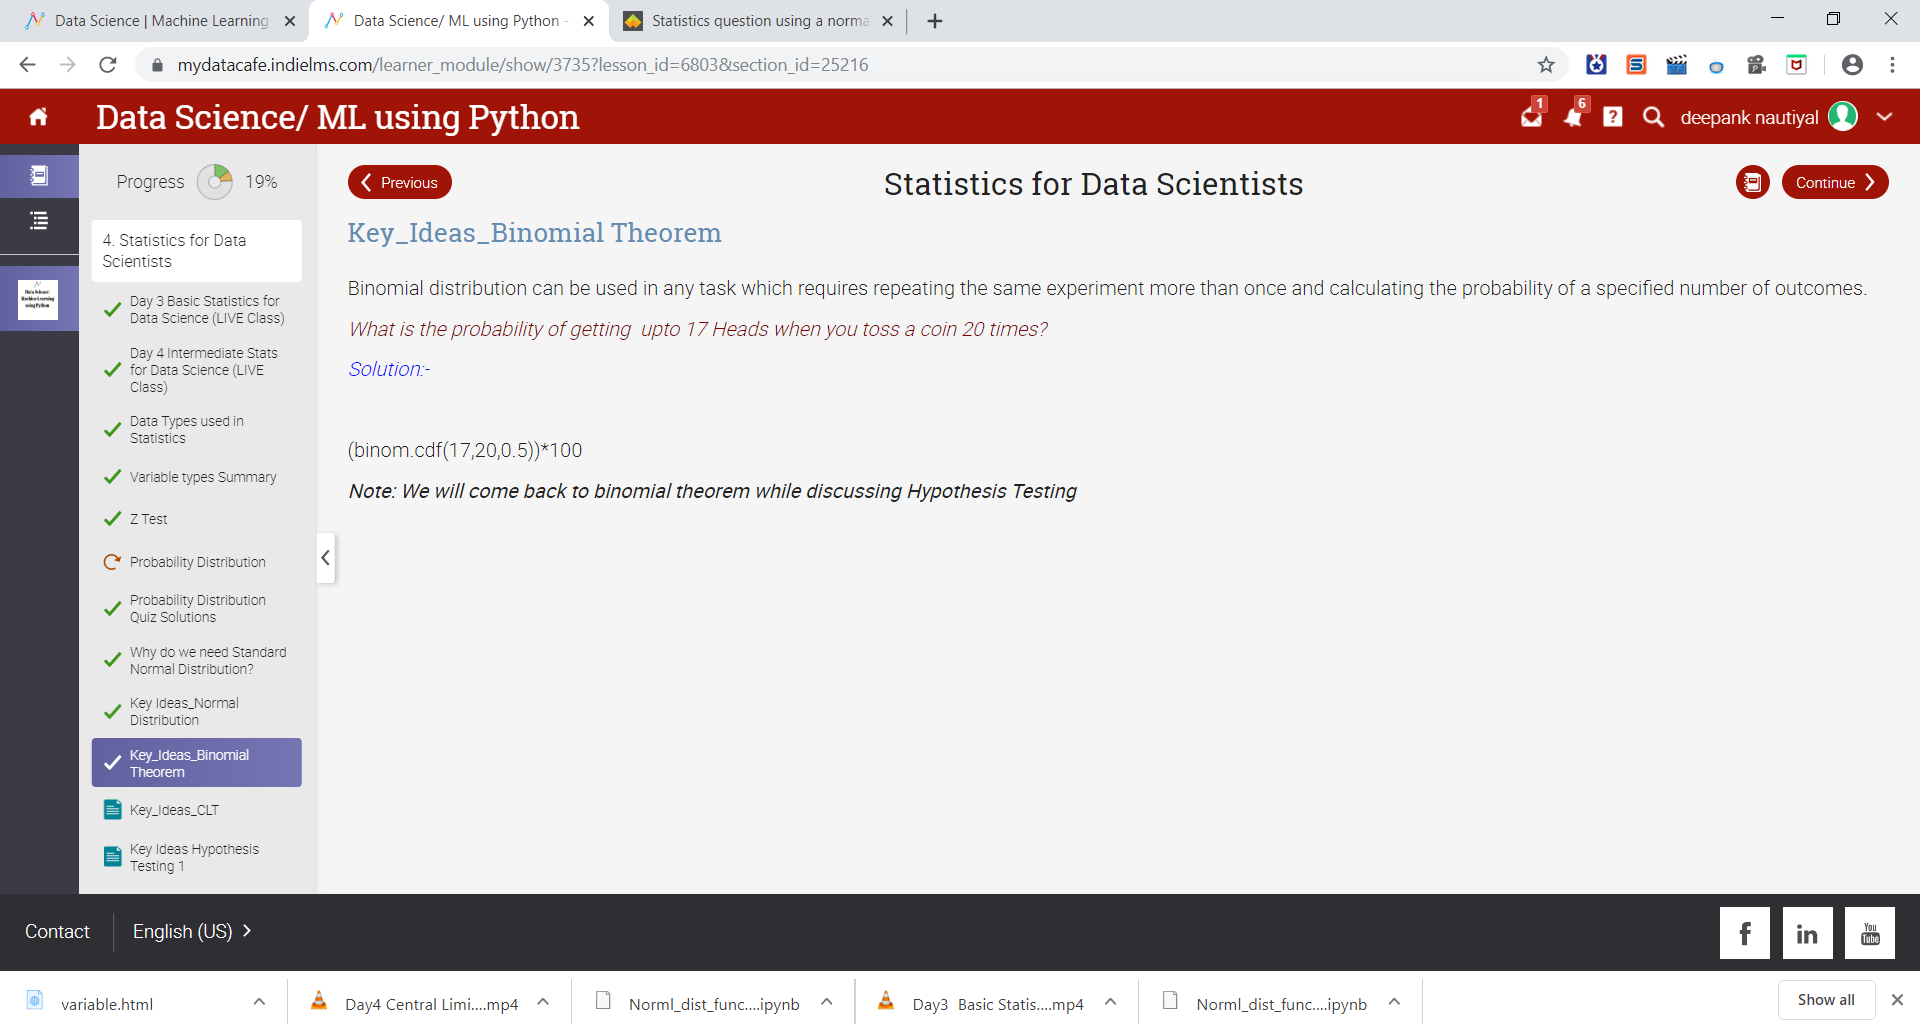 Data Science | Machine Learning
Data Science/ ML using Python -
Statistics question using a norma
mydatacafe.indielms.com/learner_module/show/3735?lesson_id=6803&section_id=25216
Data Science/ ML using Python
1
6
deepank nautiyal
Progress
19%
Previous
Statistics for Data Scientists
Continue
4. Statistics for Data
Scientists
Day 3 Basic Statistics for
Data Science (LIVE Class)
Day 4 Intermediate Stats
for Data Science (LIVE
Class)
Data Types used in
Statistics
Variable types Summary
Z Test
Probability Distribution
Probability Distribution
Quiz Solutions
Why do we need Standard
Normal Distribution?
Key Ideas_Normal
Distribution
Key_Ideas_Binomial
Theorem
Key_Ideas_CLT
Key Ideas Hypothesis
Testing 1
Key_Ideas_Binomial Theorem
Binomial distribution can be used in any task which requires repeating the same experiment more than once and calculating the probability of a specified number of outcomes.
What is the probability of getting  upto 17 Heads when you toss a coin 20 times?
Solution:-
(binom.cdf(17,20,0.5))*100
Note: We will come back to binomial theorem while discussing Hypothesis Testing
Data Science/
Machine Learning
using Python
Contact
English (US)
f
in
You
Tube
variable.html
Day4 Central Limi....mp4
Norml_dist_func....ipynb
Day3  Basic Statis....mp4
Norml_dist_func....ipynb
Show all